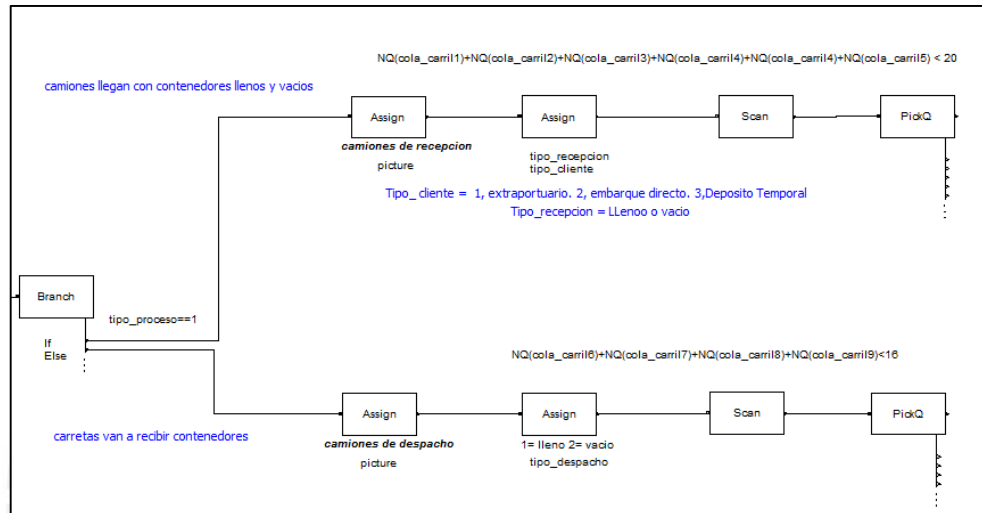 NQ(cola_carril1)+NQ(cola_carril2)+NQ(cola_carril3)+NQ(cola_carril4)+NQ(cola_carril4)+NQ(cola_carril5) < 20
camiones llegan con contenedores llenos y vacios
Assign
Assign
Scan
PickQ
camiones de recepcion
picture
tipo_recepcion
tipo_cliente
Tipo_ cliente = 1, extraportuario. 2, embarque directo. 3,Deposito Temporal
Tipo_recepcion = LLenoo o vacio
Branch
tipo_proceso==1
If
Else
NQ(cola_carril6)+NQ(cola_carril7)+NQ(cola_carril8)+NQ(cola_carril9)<16
Assign
Assign
Scan
PickQ
carretas van a recibir contenedores
camiones de despacho
picture
1= lleno 2= vacio
tipo_despacho